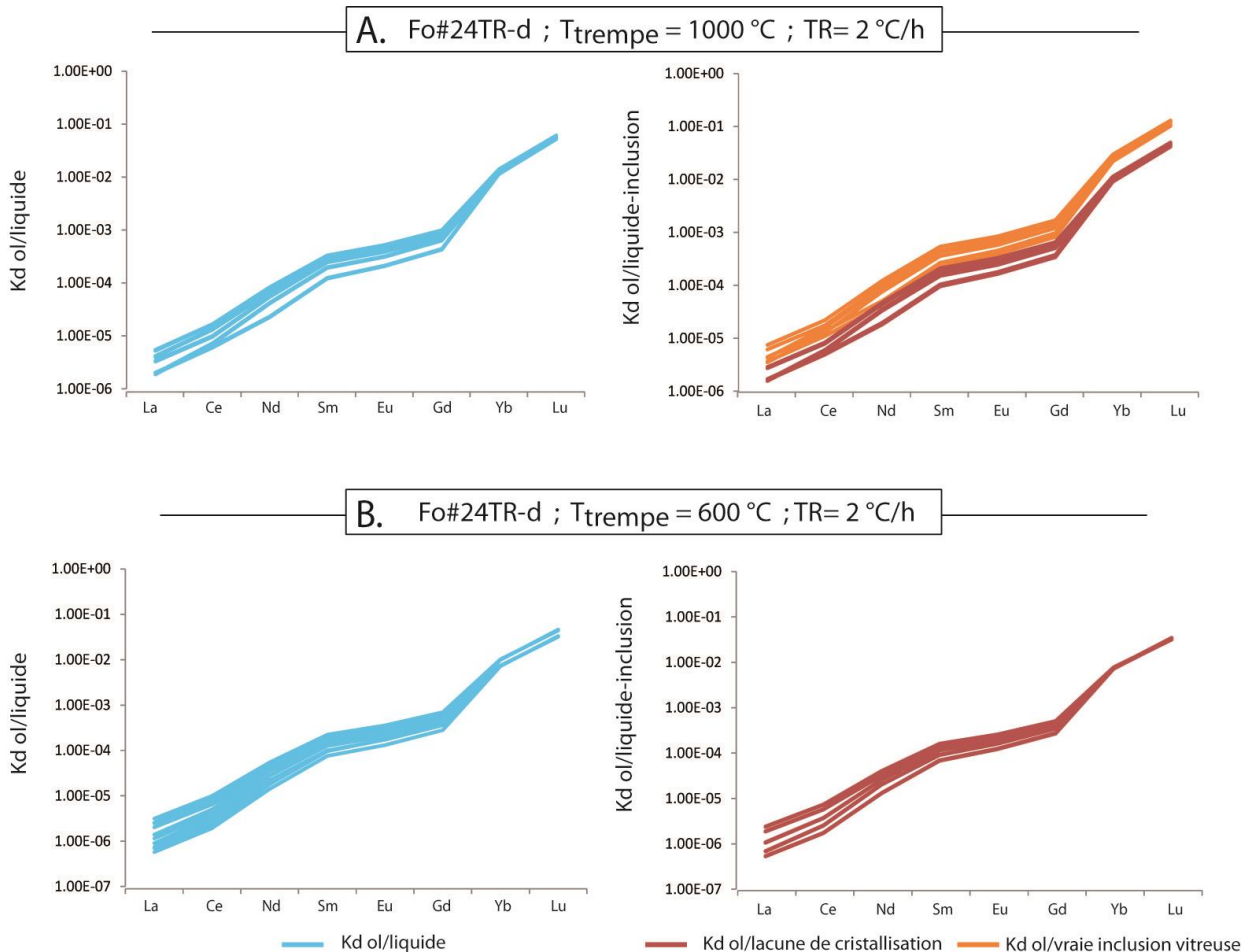 A. Fo#24TR-d ; Ttrempe = 1000 °C ; TR= 2 °C/h
Kd ol/liquide
1.00E+00
1.00E-01
1.00E-02
1.00E-03
1.00E-04
1.00E-05
1.00E-06
La Ce Nd Sm Eu Gd Yb Lu
Kd ol/liquide-inclusion
1.00E+00
1.00E-01
1.00E-02
1.00E-03
1.00E-04
1.00E-05
1.00E-06
La Ce Nd Sm Eu Gd Yb Lu
B. Fo#24TR-d ; Ttrempe = 600 °C ; TR= 2 °C/h
Kd ol/liquide
1.00E+00
1.00E-01
1.00E-02
1.00E-03
1.00E-04
1.00E-05
1.00E-06
1.00E-07
La Ce Nd Sm Eu Gd Yb Lu
Kd ol/liquide-inclusion
1.00E+00
1.00E-01
1.00E-02
1.00E-03
1.00E-04
1.00E-05
1.00E-06
1.00E-07
La Ce Nd Sm Eu Gd Yb Lu
Kd ol/liquide
Kd ol/lacune de cristallisation
Kd ol/vraie inclusion vitreuse